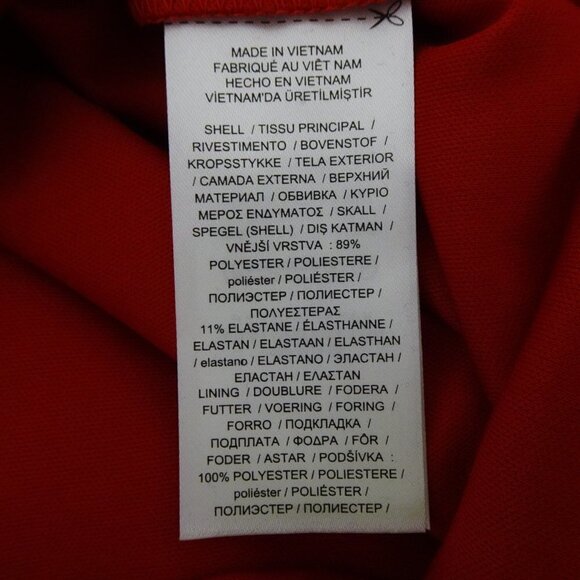 MADE IN VIETNAM
FABRIQUÉ AU VIÊT NAM
HECHO EN VIETNAM
VİETNAM'DA ÜRETİLMİŞTİR
SHELL / TISSU PRINCIPAL /
RIVESTIMENTO / BOVENSTOF /
KROPSSTYKKE / TELA EXTERIOR
/ CAMADA EXTERNA / ВЕРХНИЙ
МАТЕРИАЛ / ОБВИВКА / ΚΥΡΙΟ
ΜΕΡΟΣ ΕΝΔΥΜΑΤΟΣ / SKALL /
SPEGEL (SHELL) / DIŞ KATMAN /
VNĚJŠÍ VRSTVA : 89%
POLYESTER / POLIESTERE /
poliéster / POLIÉSTER /
ПОЛИЭСТЕР / ПОЛИЕСТЕР /
ΠΟΛΥΕΣΤΕΡΑΣ
11% ELASTANE / ÉLASTHANNE /
ELASTAN / ELASTAAN / ELASTHAN
/ elastano / ELASTANO / ЭЛАСТАН /
ЕЛАСТАН / ΕΛΑΣΤΑΝ
LINING / DOUBLURE / FODERA /
FUTTER / VOERING / FORING /
FORRO / ПОДКЛАДКА /
ПОДПЛАТА / ΦΟΔΡΑ / FÔR /
FODER / ASTAR / PODŠÍVKA :
100% POLYESTER / POLIESTERE /
poliéster / POLIÉSTER /
ПОЛИЭСТЕР / ПОЛИЕСТЕР /